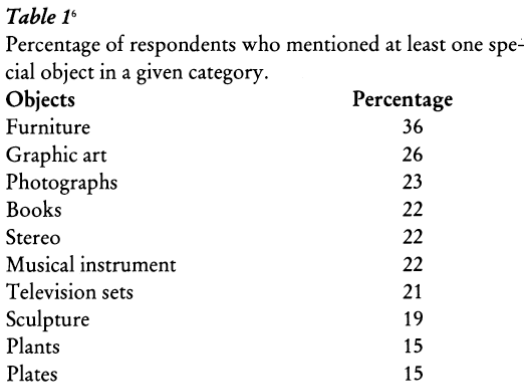 Table 1⁶
Percentage of respondents who mentioned at least one spe-
cial object in a given category.
Objects Percentage
Furniture 36
Graphic art 26
Photographs 23
Books 22
Stereo 22
Musical instrument 22
Television sets 21
Sculpture 19
Plants 15
Plates 15